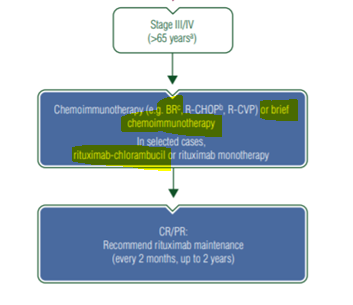 Stage III/IV
(>65 yearsª)
Chemoimmunotherapy (e.g. BRᶜ, R-CHOPᵇ, R-CVP) or brief
chemoimmunotherapy
In selected cases,
rituximab-chlorambucil or rituximab monotherapy
CR/PR:
Recommend rituximab maintenance
(every 2 months, up to 2 years)